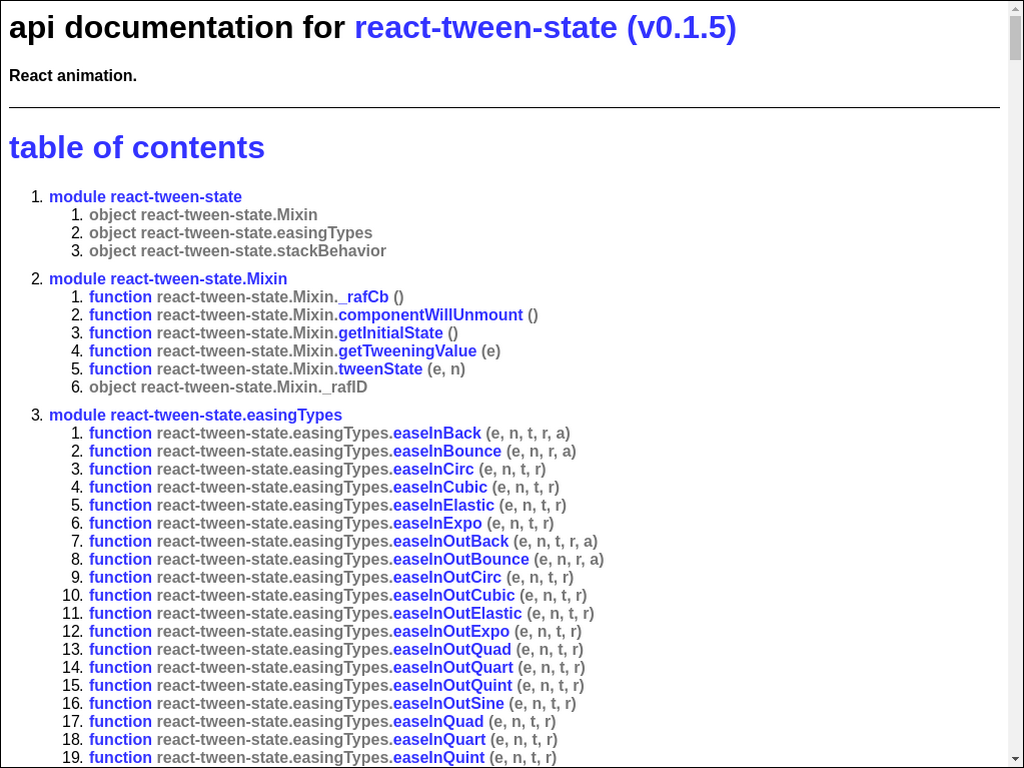 api documentation for react-tween-state (v0.1.5)
React animation.
table of contents
1. module react-tween-state
1. object react-tween-state.Mixin
2. object react-tween-state.easingTypes
3. object react-tween-state.stackBehavior
2. module react-tween-state.Mixin
1. function react-tween-state.Mixin._rafCb ()
2. function react-tween-state.Mixin.componentWillUnmount ()
3. function react-tween-state.Mixin.getInitialState ()
4. function react-tween-state.Mixin.getTweeningValue (e)
5. function react-tween-state.Mixin.tweenState (e, n)
6. object react-tween-state.Mixin._rafID
3. module react-tween-state.easingTypes
1. function react-tween-state.easingTypes.easeInBack (e, n, t, r, a)
2. function react-tween-state.easingTypes.easeInBounce (e, n, r, a)
3. function react-tween-state.easingTypes.easeInCirc (e, n, t, r)
4. function react-tween-state.easingTypes.easeInCubic (e, n, t, r)
5. function react-tween-state.easingTypes.easeInElastic (e, n, t, r)
6. function react-tween-state.easingTypes.easeInExpo (e, n, t, r)
7. function react-tween-state.easingTypes.easeInOutBack (e, n, t, r, a)
8. function react-tween-state.easingTypes.easeInOutBounce (e, n, r, a)
9. function react-tween-state.easingTypes.easeInOutCirc (e, n, t, r)
10. function react-tween-state.easingTypes.easeInOutCubic (e, n, t, r)
11. function react-tween-state.easingTypes.easeInOutElastic (e, n, t, r)
12. function react-tween-state.easingTypes.easeInOutExpo (e, n, t, r)
13. function react-tween-state.easingTypes.easeInOutQuad (e, n, t, r)
14. function react-tween-state.easingTypes.easeInOutQuart (e, n, t, r)
15. function react-tween-state.easingTypes.easeInOutQuint (e, n, t, r)
16. function react-tween-state.easingTypes.easeInOutSine (e, n, t, r)
17. function react-tween-state.easingTypes.easeInQuad (e, n, t, r)
18. function react-tween-state.easingTypes.easeInQuart (e, n, t, r)
19. function react-tween-state.easingTypes.easeInQuint (e, n, t, r)